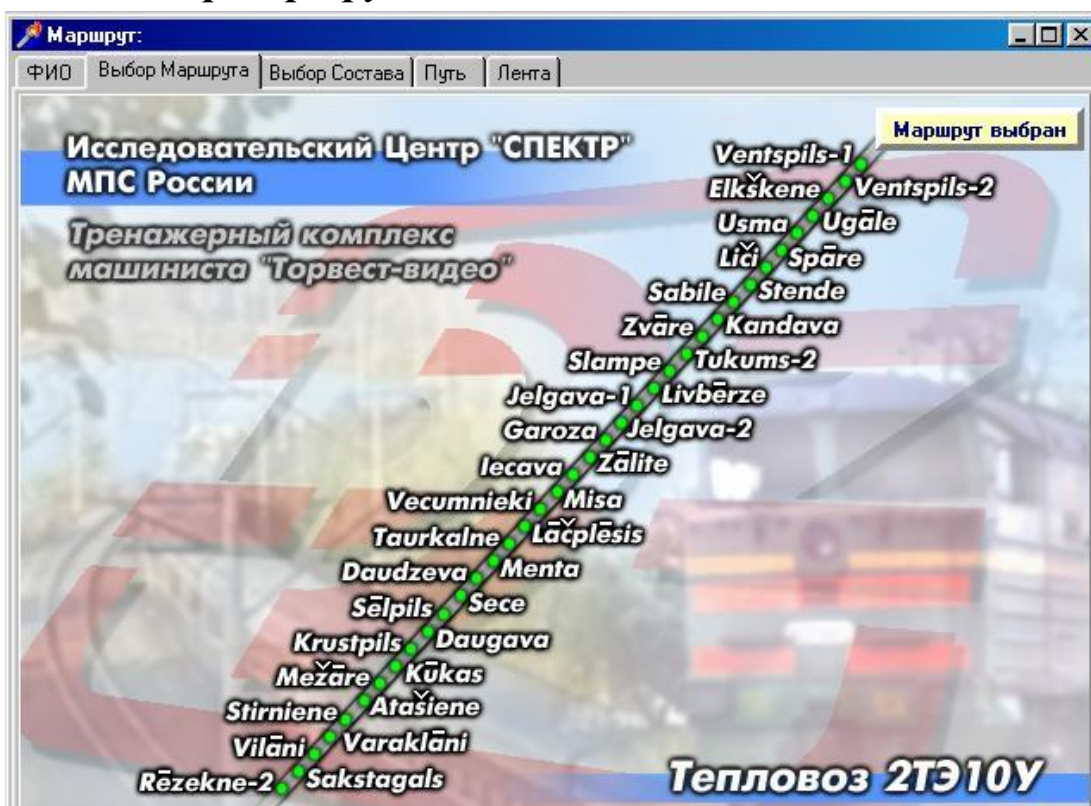 Маршрут:
ФИО Выбор Маршрута Выбор Состава Путь Лента
Маршрут выбран
Исследовательский Центр "СПЕКТР"
МПС России
Тренажерный комплекс
машиниста "Торвест-видео"
Ventspils-1
Elkškene Ventspils-2
Usma Ugāle
Liči Spāre
Sabile Stende
Zvāre Kandava
Slampe Tukums-2
Jelgava-1 Livbērze
Garoza Jelgava-2
Iecava Zālite
Vecumnieki Misa
Taurkalne Lāčplēsis
Daudzeva Menta
Sēlpils Sece
Krustpils Daugava
Mežāre Kūkas
Stirniene Atašiene
Vilāni Varaklāni
Rēzekne-2 Sakstagals
Тепловоз 2ТЭ10У